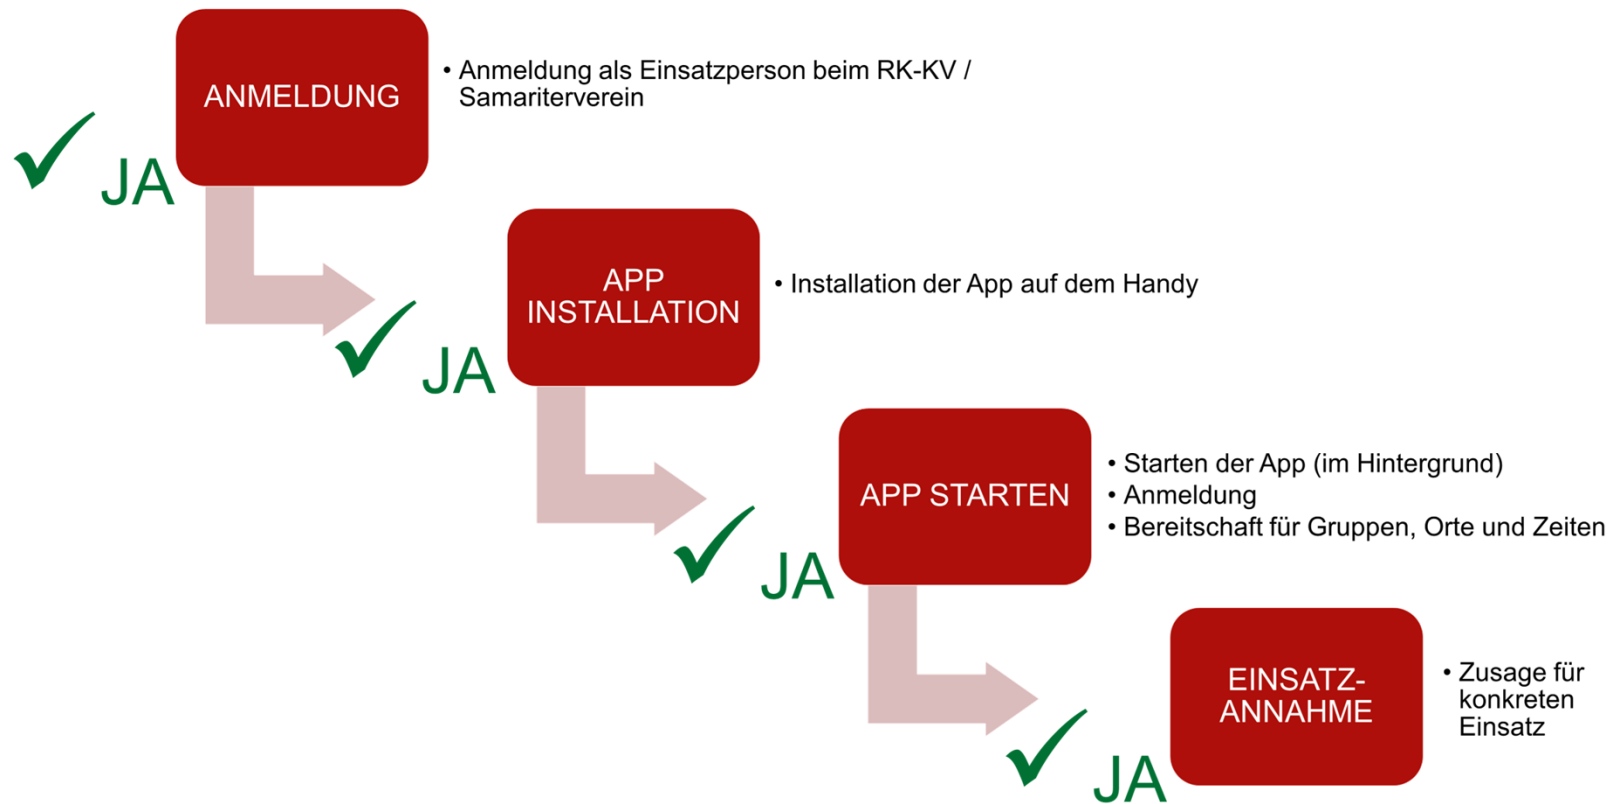 ANMELDUNG
• Anmeldung als Einsatzperson beim RK-KV /
Samariterverein
JA
APP
INSTALLATION
• Installation der App auf dem Handy
JA
APP STARTEN
• Starten der App (im Hintergrund)
• Anmeldung
• Bereitschaft für Gruppen, Orte und Zeiten
JA
EINSATZ-
ANNAHME
• Zusage für
konkreten
Einsatz
JA